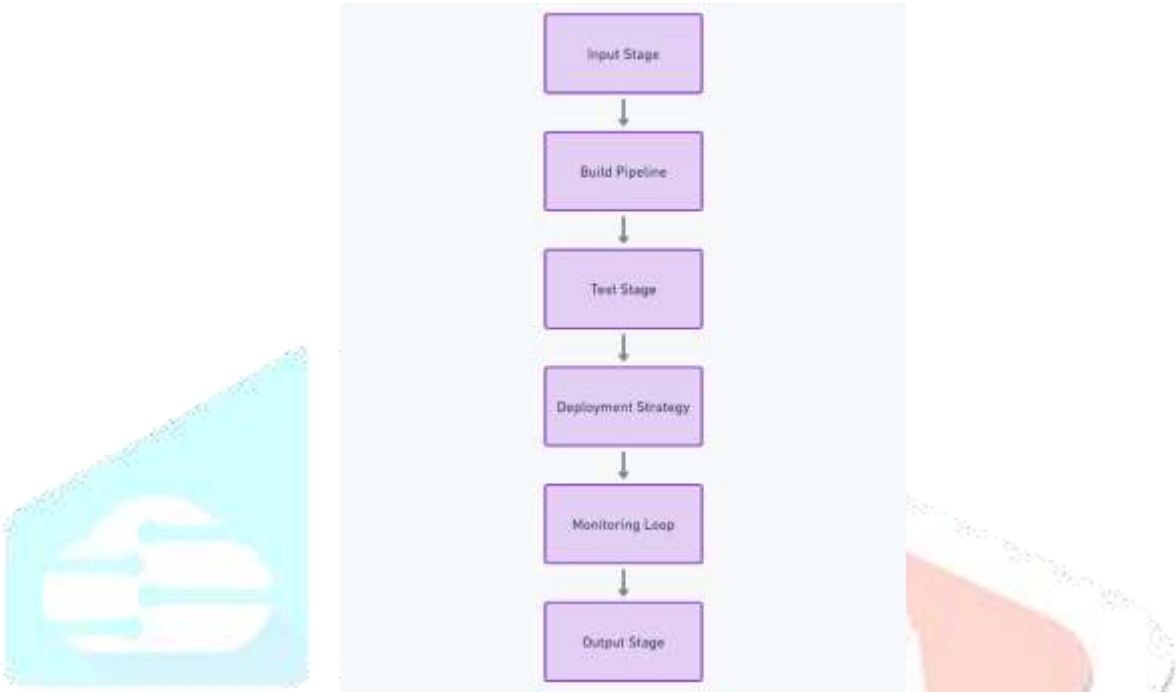 Input Stage
Build Pipeline
Test Stage
Deployment Strategy
Monitoring Loop
Output Stage